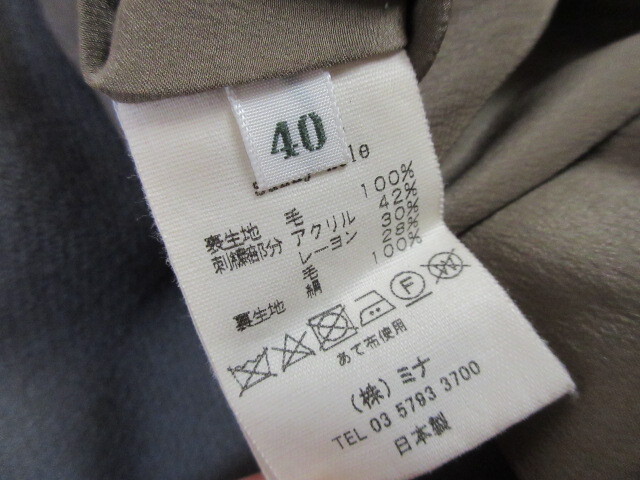 40
表生地 毛 100%
刺繍部分 アクリル 42%
レーヨン 30%
毛 28%
裏生地 絹 100%
あて布使用
(株)ミナ
TEL 03 5793 3700
日本製